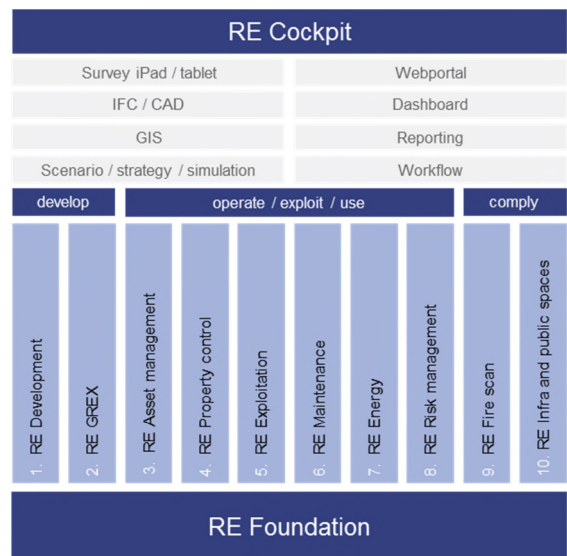 RE Cockpit
Survey iPad / tablet
Webportal
IFC / CAD
Dashboard
GIS
Reporting
Scenario / strategy / simulation
Workflow
develop
operate / exploit / use
comply
1. RE Development
2. RE GREX
3. RE Asset management
4. RE Property control
5. RE Exploitation
6. RE Maintenance
7. RE Energy
8. RE Risk management
9. RE Fire scan
10. RE Infra and public spaces
RE Foundation